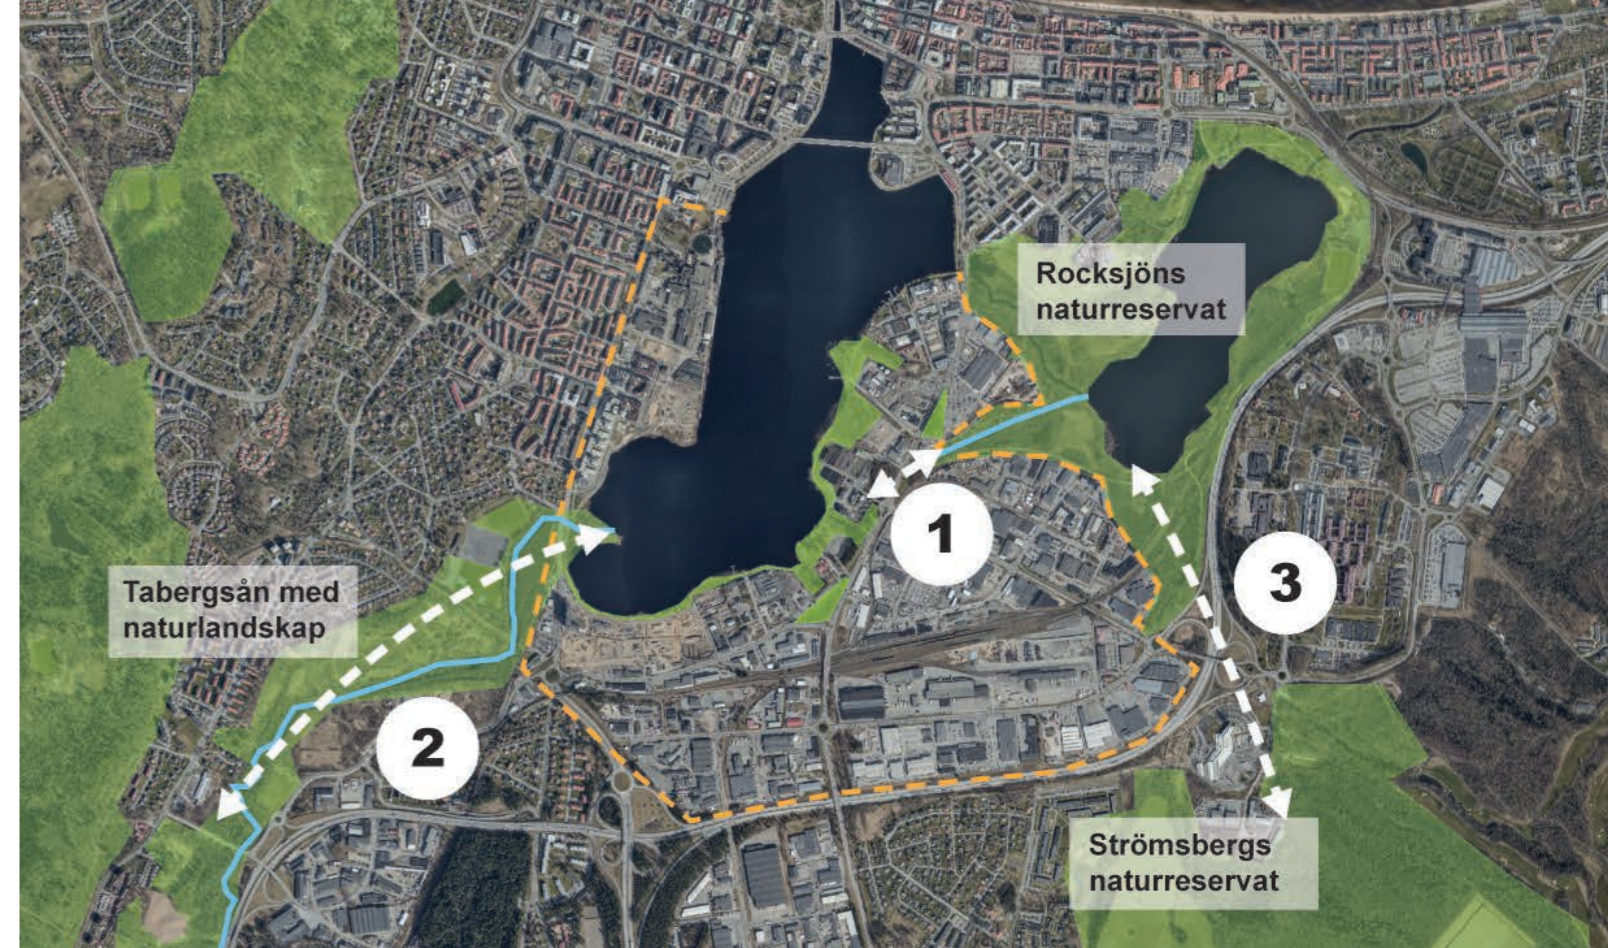 Rocksjöns
naturreservat
1
3
Tabergsån med
naturlandskap
2
Strömsbergs
naturreservat